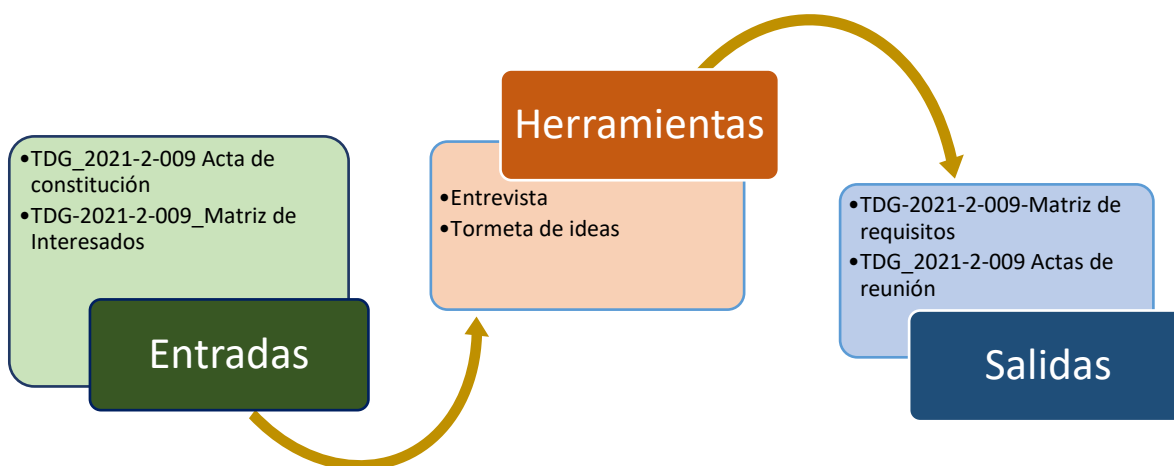 •TDG_2021-2-009 Acta de
constitución
•TDG-2021-2-009_Matriz de
Interesados
Entradas
Herramientas
•Entrevista
•Tormeta de ideas
•TDG-2021-2-009-Matriz de
requisitos
•TDG_2021-2-009 Actas de
reunión
Salidas